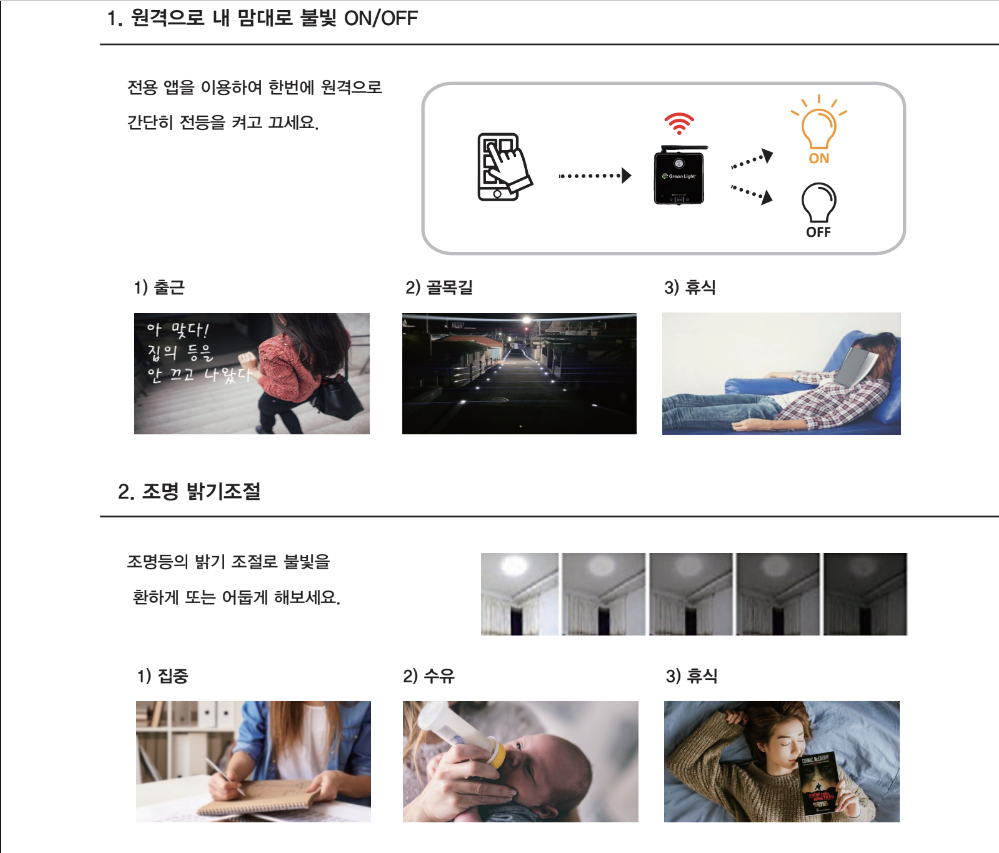 1. 원격으로 내 맘대로 불빛 ON/OFF
전용 앱을 이용하여 한번에 원격으로
간단히 전등을 켜고 끄세요.
Green Light
ON
OFF
1) 출근
2) 골목길
3) 휴식
아 맞다!
집의 등을
안 끄고 나왔다
2. 조명 밝기조절
조명등의 밝기 조절로 불빛을
환하게 또는 어둡게 해보세요.
1) 집중
2) 수유
3) 휴식